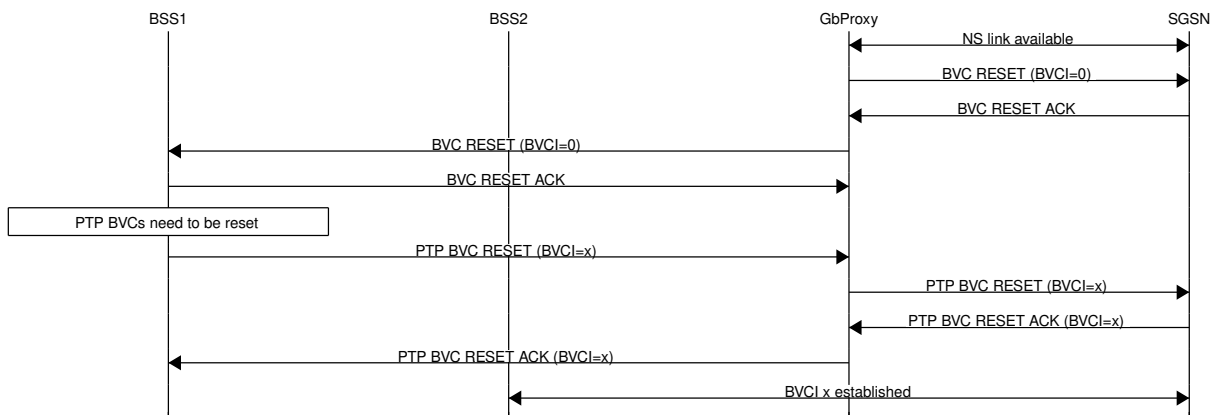 BSS1 BSS2 GbProxy SGSN
NS link available
BVC RESET (BVCI=0)
BVC RESET ACK
BVC RESET (BVCI=0)
BVC RESET ACK
PTP BVCs need to be reset
PTP BVC RESET (BVCI=x)
PTP BVC RESET (BVCI=x)
PTP BVC RESET ACK (BVCI=x)
PTP BVC RESET ACK (BVCI=x)
BVCI x established